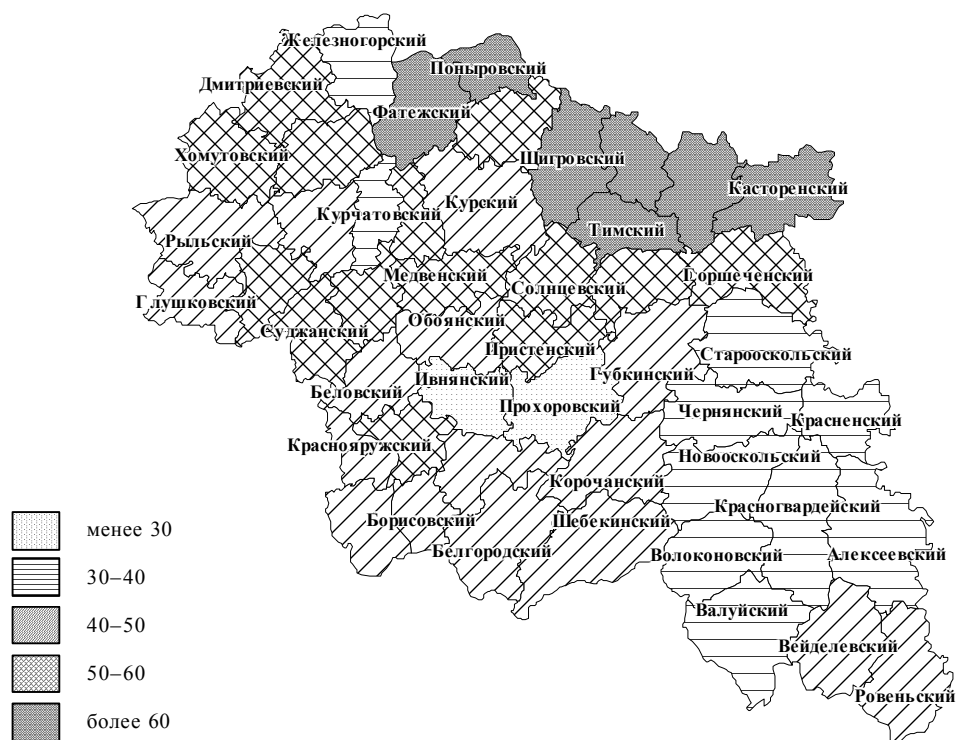 Железногорский
Поныровский
Дмитриевский
Фатежский
Хомутовский
Щигровский
Касторенский
Курчатовский
Курский
Тимский
Рыльский
Медвенский
Солнцевский
Горшеченский
Глушковский
Обоянский
Суджанский
Пристенский
Старооскольский
Губкинский
Ивнянский
Беловский
Прохоровский
Чернянский
Красненский
Краснояружский
Новооскольский
Корочанский
Красногвардейский
Борисовский
Шебекинский
Белгородский
Волоконовский
Алексеевский
Валуйский
Вейделевский
Ровеньский
менее 30
30–40
40–50
50–60
более 60